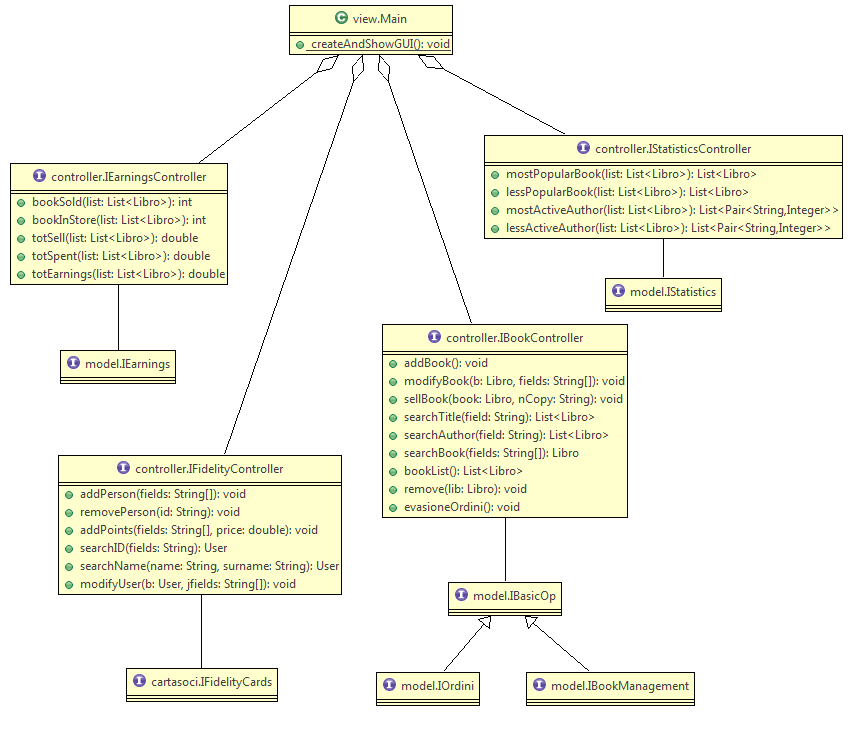 view.Main
_createAndShowGUI(): void
controller.IEarningsController
bookSold(list: List<Libro>): int
bookInStore(list: List<Libro>): int
totSell(list: List<Libro>): double
totSpent(list: List<Libro>): double
totEarnings(list: List<Libro>): double
model.IEarnings
controller.IStatisticsController
mostPopularBook(list: List<Libro>): List<Libro>
lessPopularBook(list: List<Libro>): List<Libro>
mostActiveAuthor(list: List<Libro>): List<Pair<String,Integer>>
lessActiveAuthor(list: List<Libro>): List<Pair<String,Integer>>
model.IStatistics
controller.IBookController
addBook(): void
modifyBook(b: Libro, fields: String[]): void
sellBook(book: Libro, nCopy: String): void
searchTitle(field: String): List<Libro>
searchAuthor(field: String): List<Libro>
searchBook(fields: String[]): Libro
bookList(): List<Libro>
remove(lib: Libro): void
evasioneOrdini(): void
controller.IFidelityController
addPerson(fields: String[]): void
removePerson(id: String): void
addPoints(fields: String[], price: double): void
searchID(fields: String): User
searchName(name: String, surname: String): User
modifyUser(b: User, jfields: String[]): void
model.IBasicOp
cartasoci.IFidelityCards
model.IOrdini
model.IBookManagement